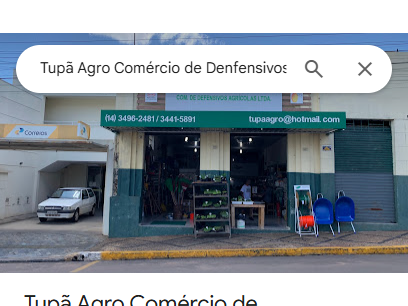 Tupã Agro Comércio de Denfensivos
COM. DE DEFENSIVOS AGRÍCOLAS LTDA.
(14) 3496-2481 / 3441-5891
tupaagro@hotmail.com
Correios
Tupã Agro Comércio de